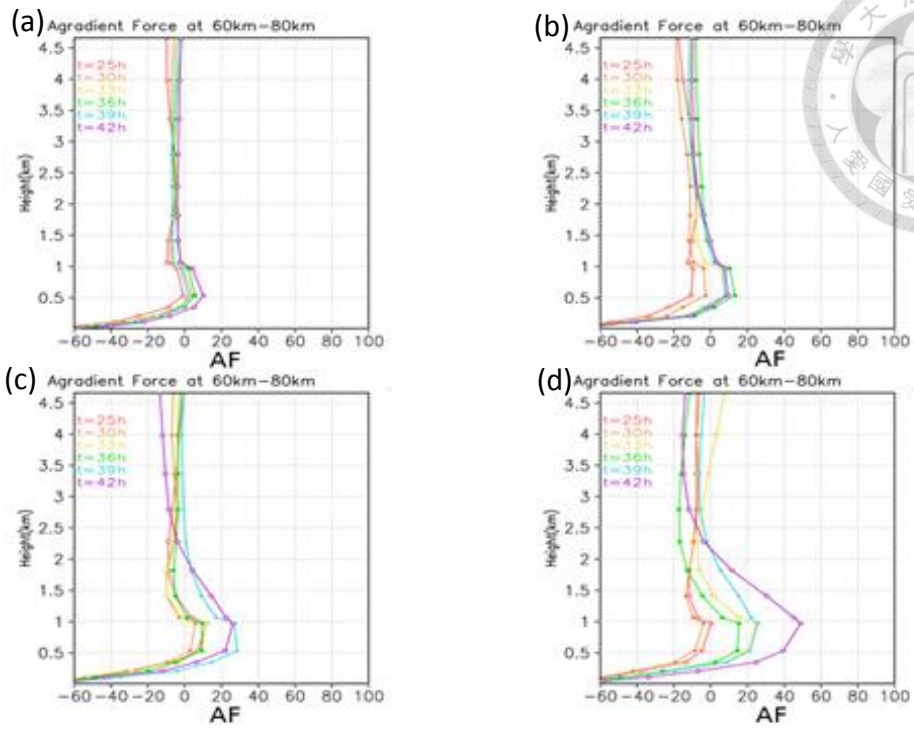 (a) Agradient Force at 60km-80km
4.5
4
3.5
3
2.5
2
1.5
1
0.5
Height(km)
t=25h
t=30h
t=33h
t=36h
t=39h
t=42h
-60 -40 -20 0 20 40 60 80 100
AF
(b) Agradient Force at 60km-80km
4.5
4
3.5
3
2.5
2
1.5
1
0.5
Height(km)
t=25h
t=30h
t=33h
t=36h
t=39h
t=42h
-60 -40 -20 0 20 40 60 80 100
AF
大
學
人
愛
國
愛
(c) Agradient Force at 60km-80km
4.5
4
3.5
3
2.5
2
1.5
1
0.5
Height(km)
t=25h
t=30h
t=33h
t=36h
t=39h
t=42h
-60 -40 -20 0 20 40 60 80 100
AF
(d) Agradient Force at 60km-80km
4.5
4
3.5
3
2.5
2
1.5
1
0.5
Height(km)
t=25h
t=30h
t=33h
t=36h
t=39h
t=42h
-60 -40 -20 0 20 40 60 80 100
AF